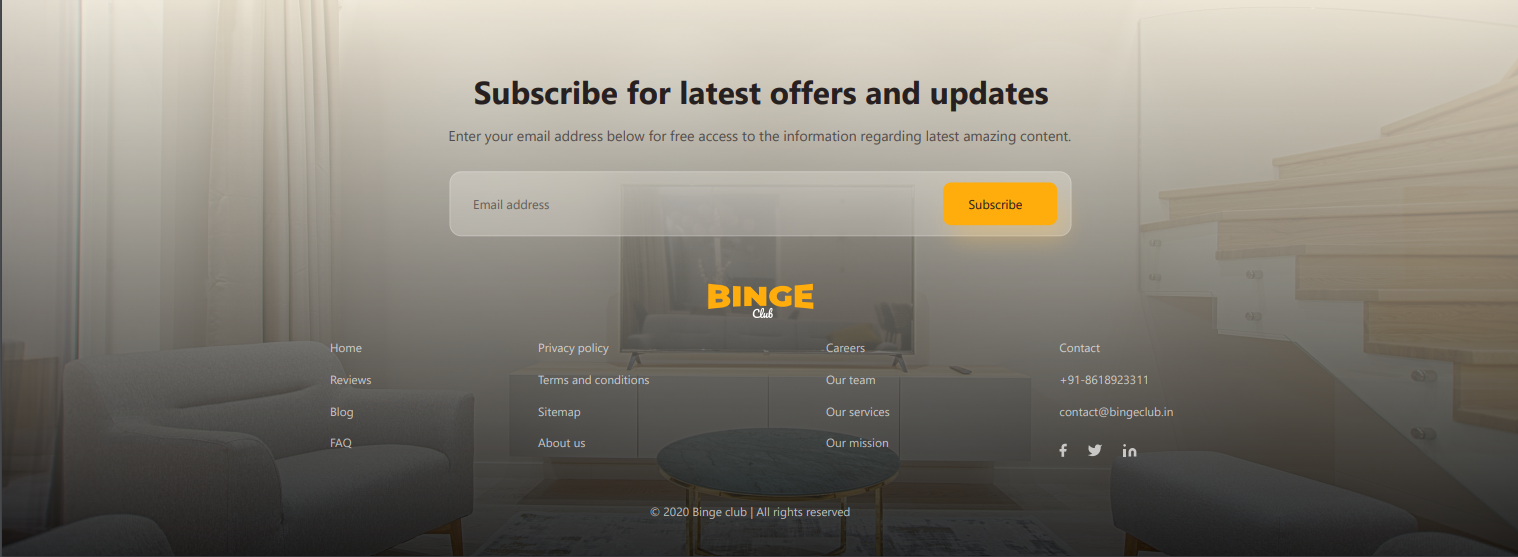 Subscribe for latest offers and updates
Enter your email address below for free access to the information regarding latest amazing content.
Email address
Subscribe
BINGE
Club
Home
Reviews
Blog
FAQ
Privacy policy
Terms and conditions
Sitemap
About us
Careers
Our team
Our services
Our mission
Contact
+91-8618923311
contact@bingeclub.in
© 2020 Binge club | All rights reserved